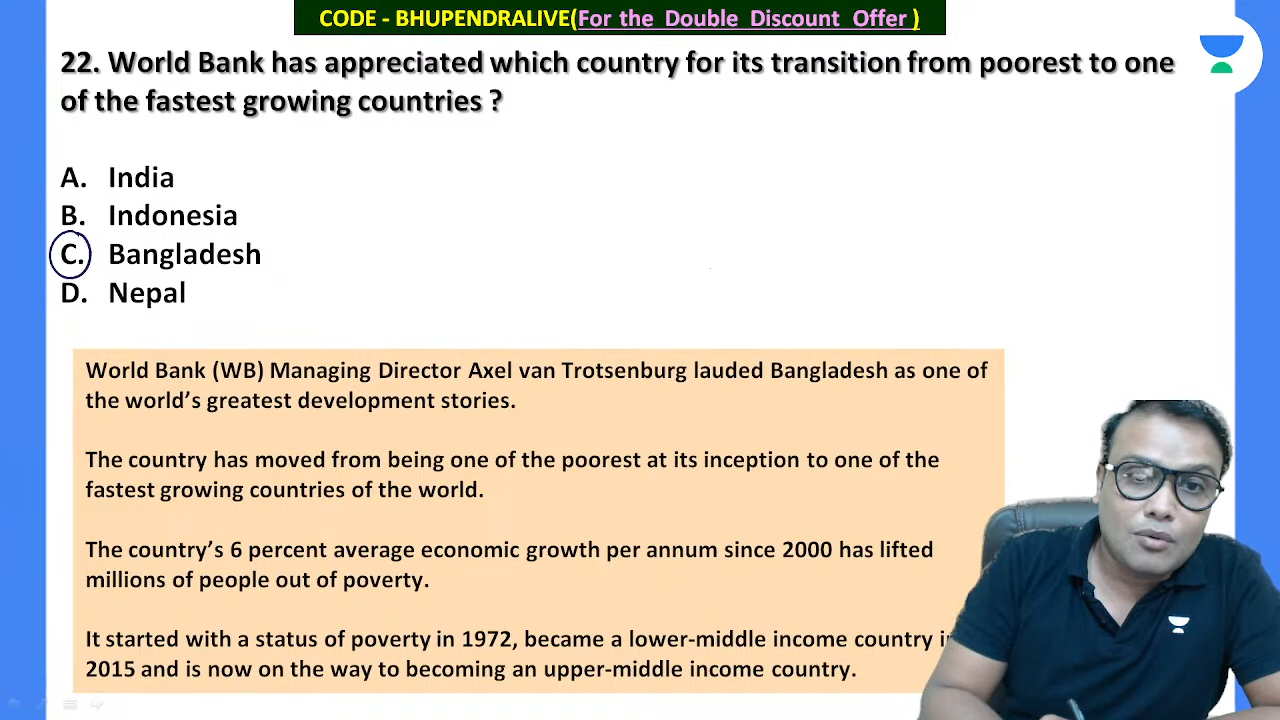 CODE - BHUPENDRALIVE(For the Double Discount Offer )
22. World Bank has appreciated which country for its transition from poorest to one
of the fastest growing countries ?
A. India
B. Indonesia
C. Bangladesh
D. Nepal
World Bank (WB) Managing Director Axel van Trotsenburg lauded Bangladesh as one of
the world’s greatest development stories.
The country has moved from being one of the poorest at its inception to one of the
fastest growing countries of the world.
The country’s 6 percent average economic growth per annum since 2000 has lifted
millions of people out of poverty.
It started with a status of poverty in 1972, became a lower-middle income country
2015 and is now on the way to becoming an upper-middle income country.